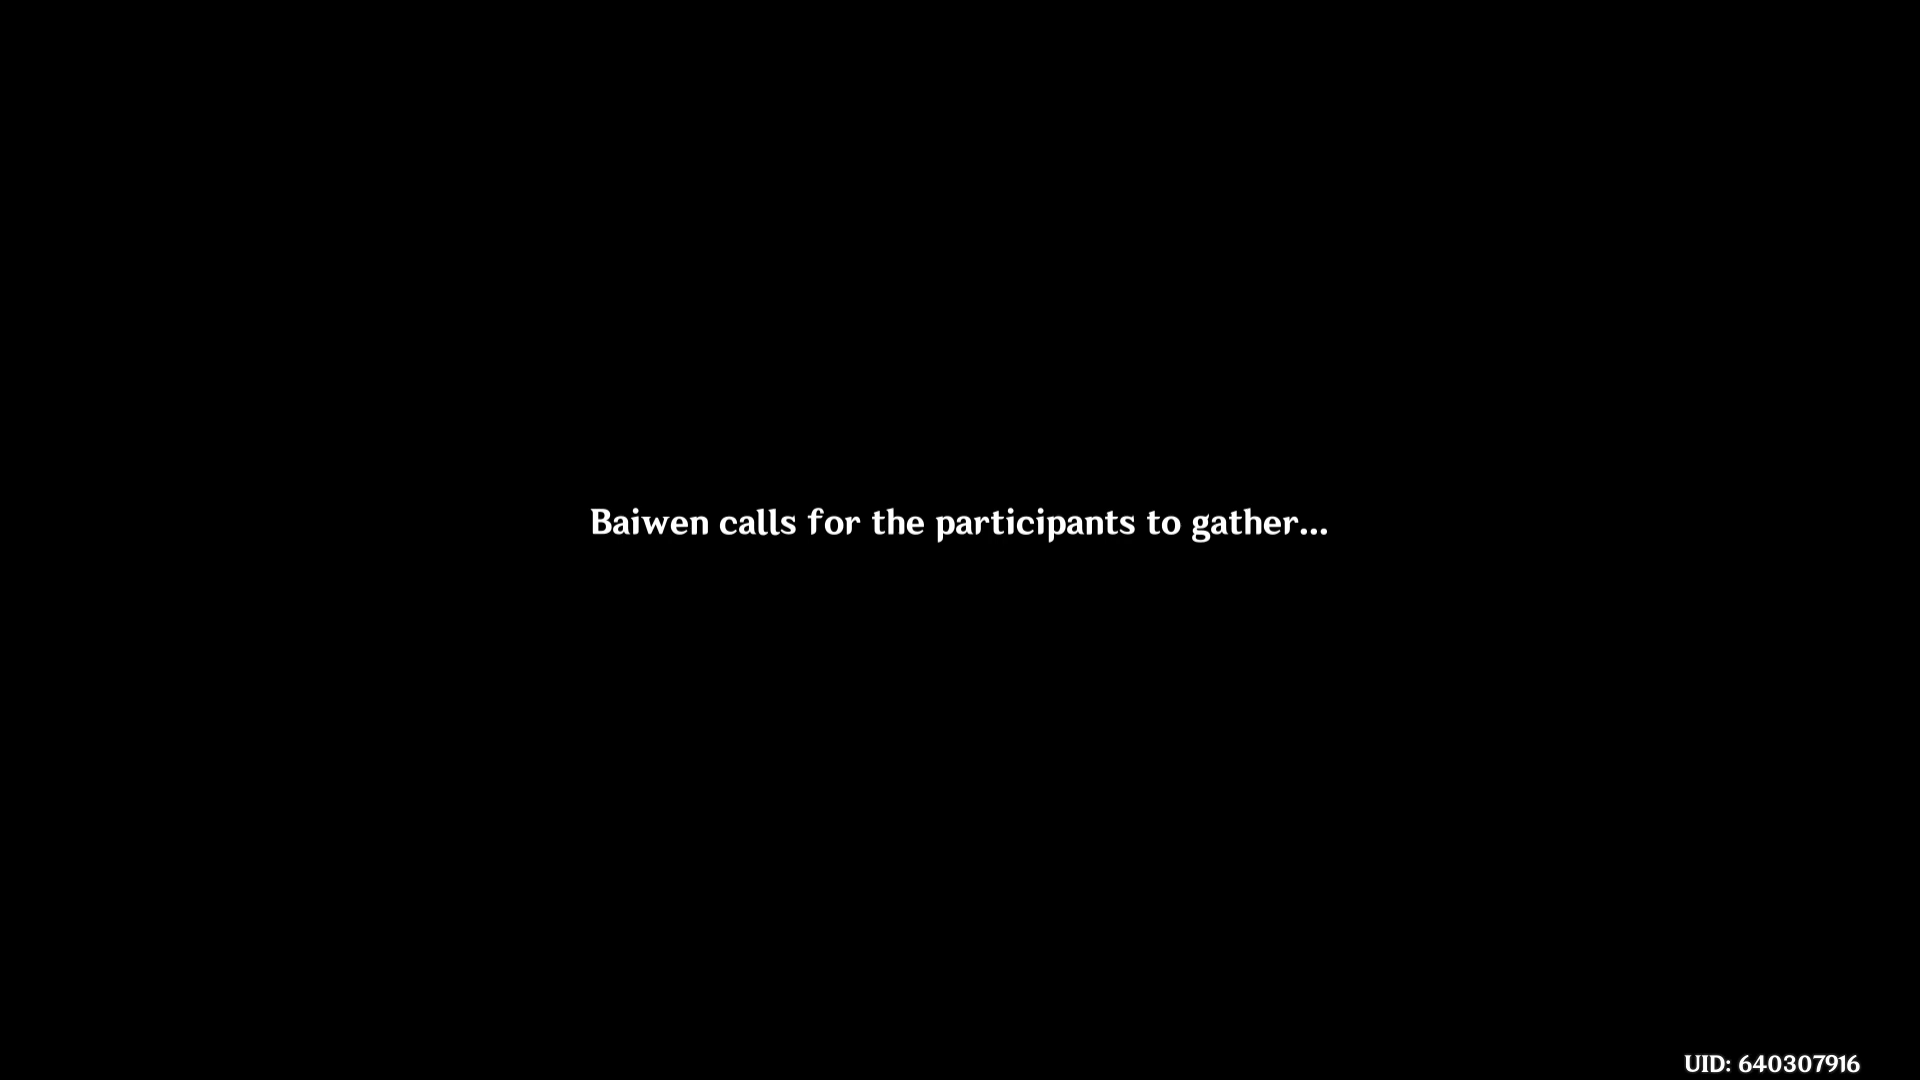 Baiwen calls for the participants to gather...
UID: 640307916